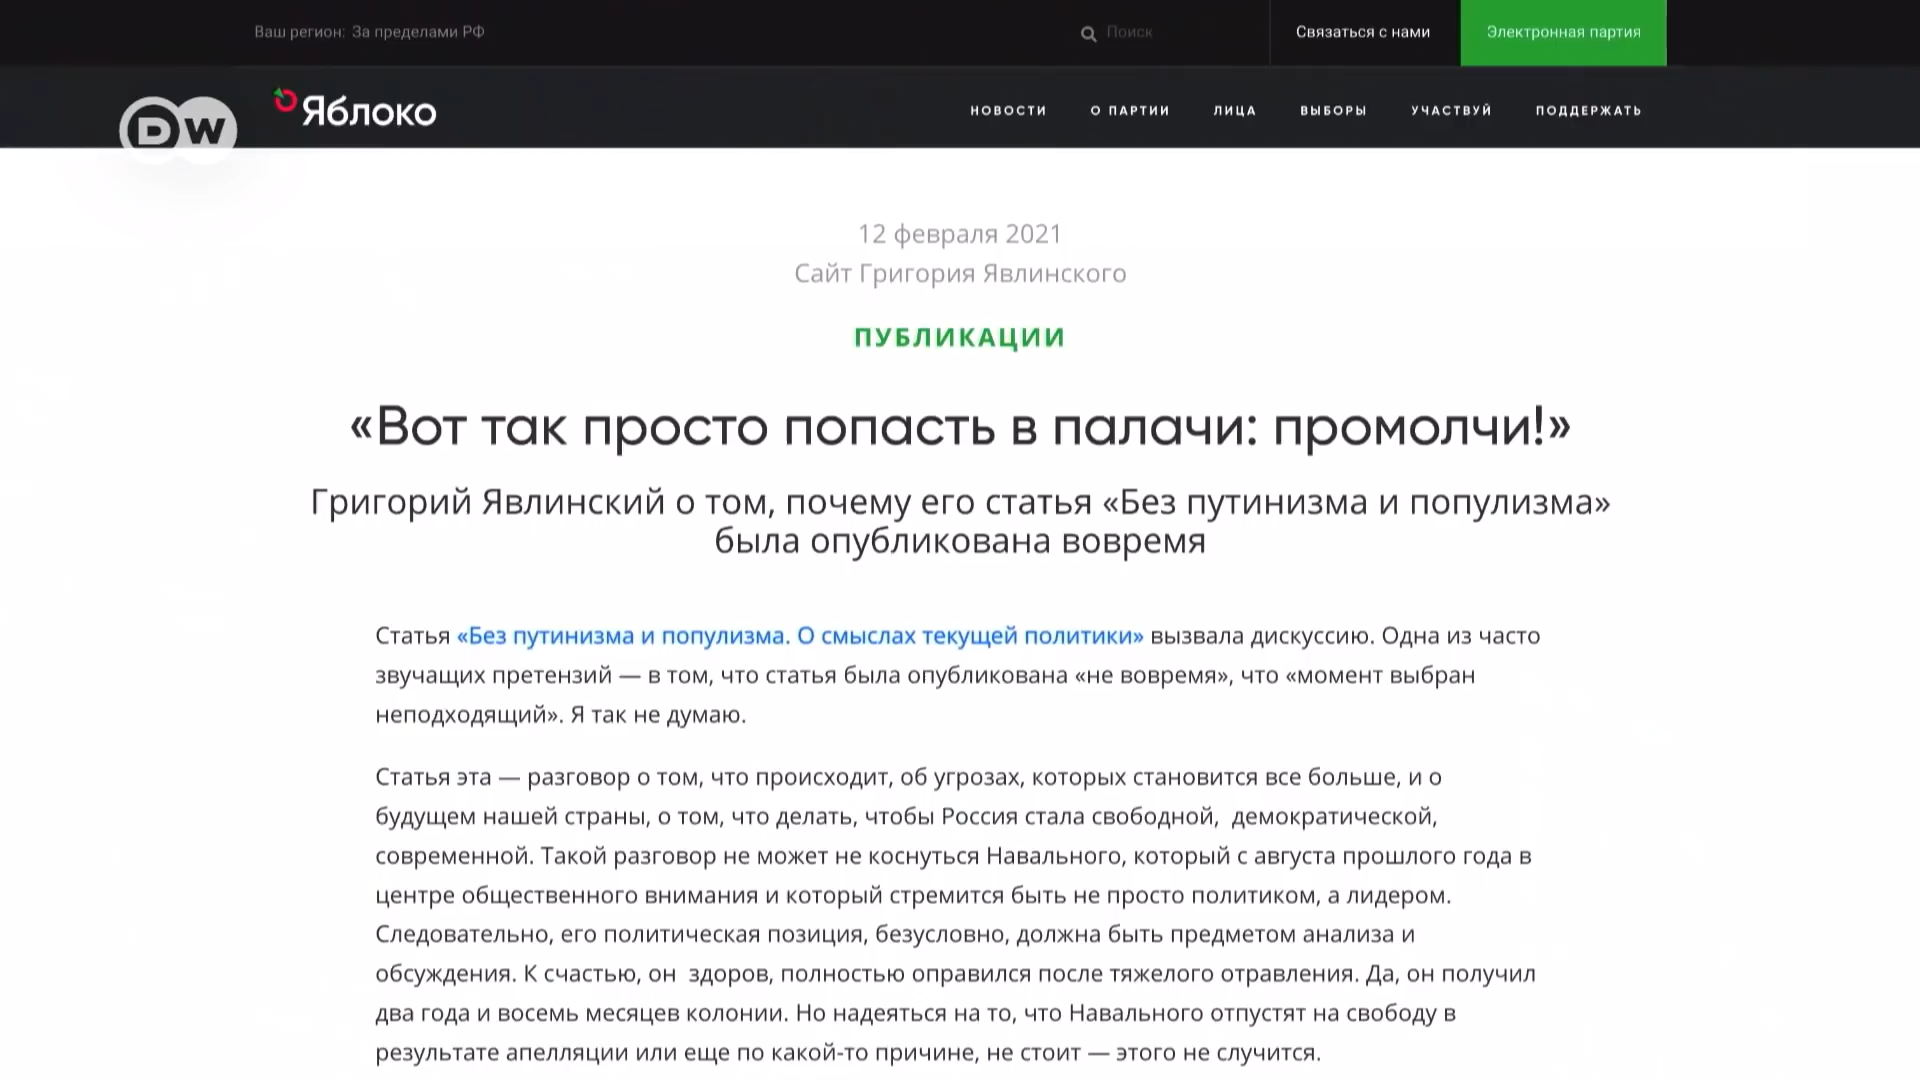 Ваш регион: За пределами РФ
Поиск
Связаться с нами
Электронная партия
DW
Яблоко
НОВОСТИ
О ПАРТИИ
ЛИЦА
ВЫБОРЫ
УЧАСТВУЙ
ПОДДЕРЖАТЬ
12 февраля 2021
Сайт Григория Явлинского
ПУБЛИКАЦИИ
«Вот так просто попасть в палачи: промолчи!»
Григорий Явлинский о том, почему его статья «Без путинизма и популизма»
была опубликована вовремя
Статья «Без путинизма и популизма. О смыслах текущей политики» вызвала дискуссию. Одна из часто
звучащих претензий — в том, что статья была опубликована «не вовремя», что «момент выбран
неподходящий». Я так не думаю.
Статья эта — разговор о том, что происходит, об угрозах, которых становится все больше, и о
будущем нашей страны, о том, что делать, чтобы Россия стала свободной, демократической,
современной. Такой разговор не может не коснуться Навального, который с августа прошлого года в
центре общественного внимания и который стремится быть не просто политиком, а лидером.
Следовательно, его политическая позиция, безусловно, должна быть предметом анализа и
обсуждения. К счастью, он здоров, полностью оправился после тяжелого отравления. Да, он получил
два года и восемь месяцев колонии. Но надеяться на то, что Навального отпустят на свободу в
результате апелляции или еще по какой-то причине, не стоит — этого не случится.